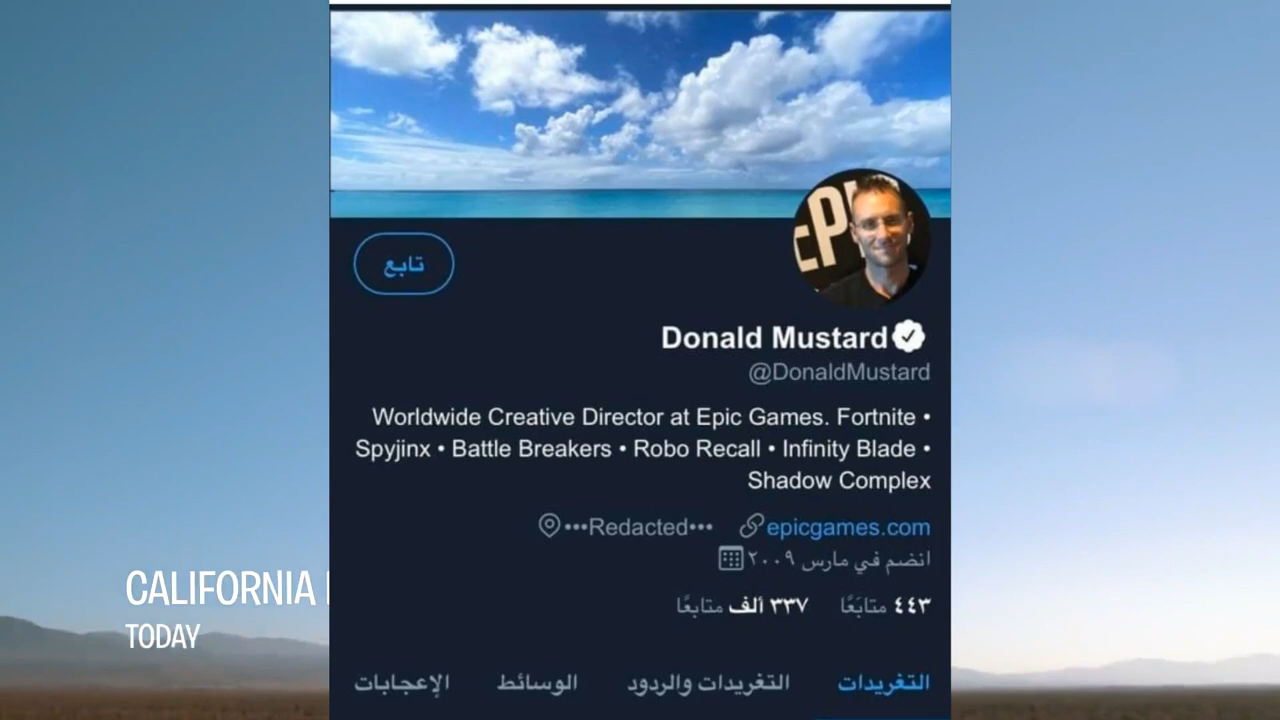 تابع
Donald Mustard
@DonaldMustard
Worldwide Creative Director at Epic Games. Fortnite •
Spyjinx • Battle Breakers • Robo Recall • Infinity Blade •
Shadow Complex
•••Redacted••• epicgames.com
انضم في مارس ٢٠٠٩
٤٤٣ متابَعًا ٣٣٧ ألف متابعًا
التغريدات التغريدات والردود الوسائط الإعجابات
CALIFORNIA
TODAY